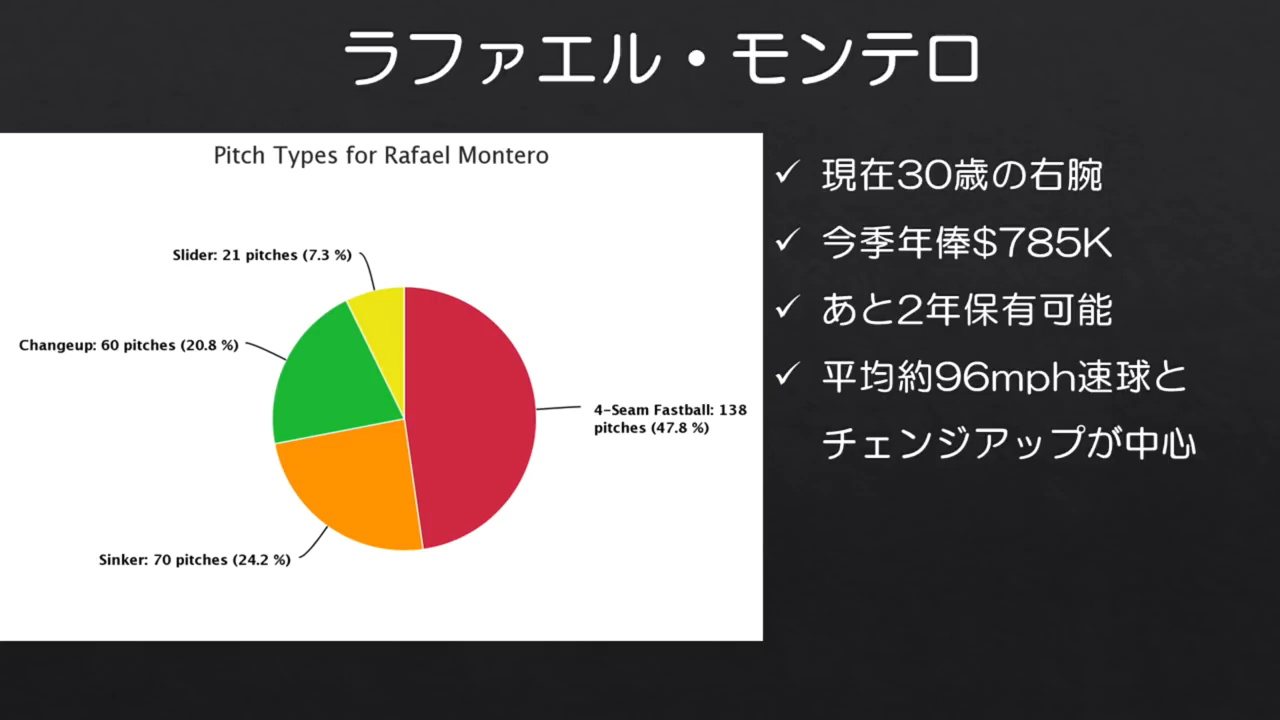 ラファエル・モンテロ
Pitch Types for Rafael Montero
Slider: 21 pitches (7.3 %)
Changeup: 60 pitches (20.8 %)
4-Seam Fastball: 138
pitches (47.8 %)
Sinker: 70 pitches (24.2 %)
✓ 現在30歳の右腕
✓ 今季年俸$785K
✓ あと2年保有可能
✓ 平均約96mph速球と
チェンジアップが中心